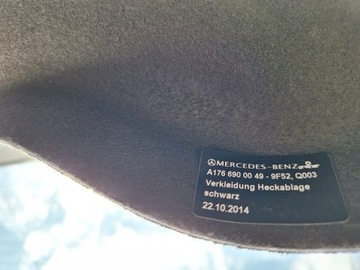 MERCEDES-BENZ
A176 690 00 49 - 9F52, Q003
Verkleidung Heckablage
schwarz
22.10.2014